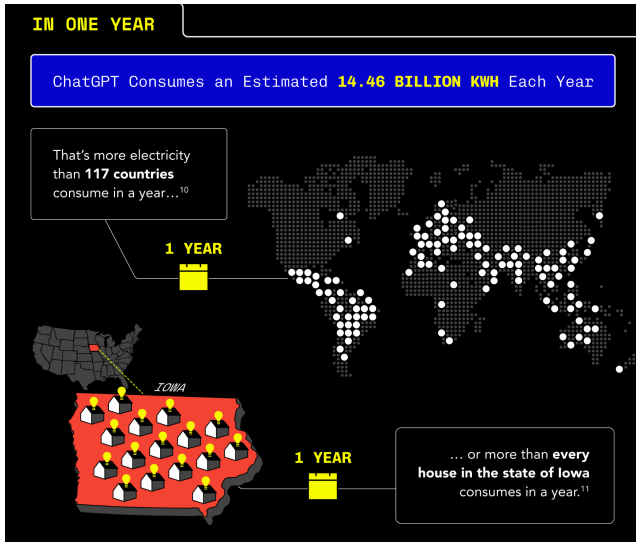 IN ONE YEAR
ChatGPT Consumes an Estimated 14.46 BILLION KWH Each Year
That's more electricity
than 117 countries
consume in a year...10
1 YEAR
IOWA
1 YEAR
... or more than every
house in the state of Iowa
consumes in a year.11